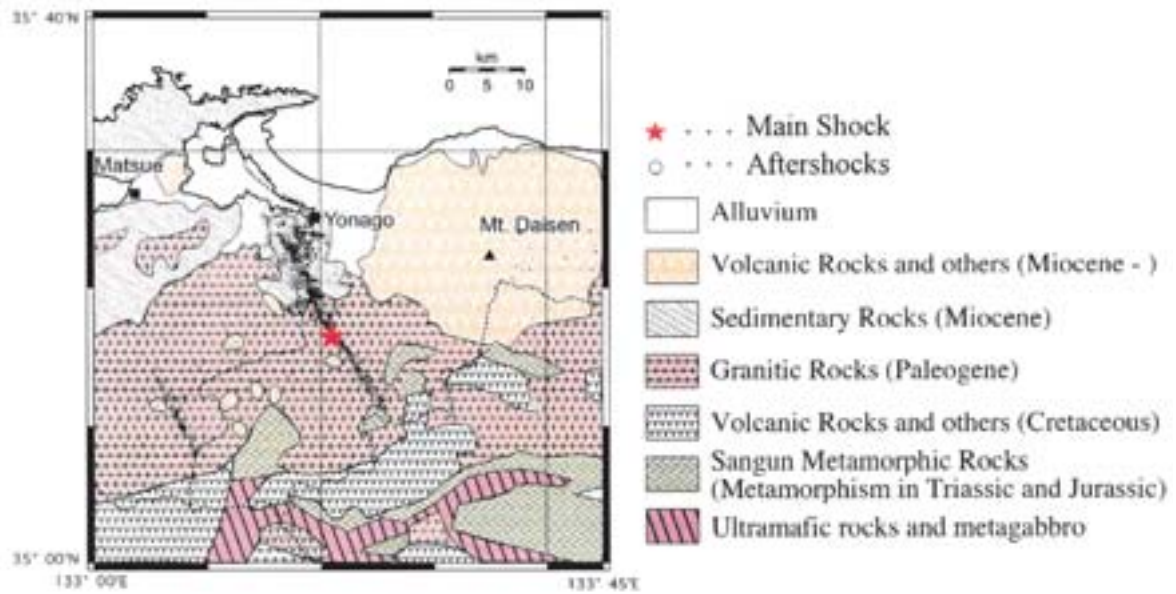 35° 40'N
km
0 5 10
Matsue
Yonago
Mt. Daisen
35° 00'N
133° 00'E
133° 45'E
· · · Main Shock
· · · Aftershocks
Alluvium
Volcanic Rocks and others (Miocene - )
Sedimentary Rocks (Miocene)
Granitic Rocks (Paleogene)
Volcanic Rocks and others (Cretaceous)
Sangun Metamorphic Rocks
(Metamorphism in Triassic and Jurassic)
Ultramafic rocks and metagabbro